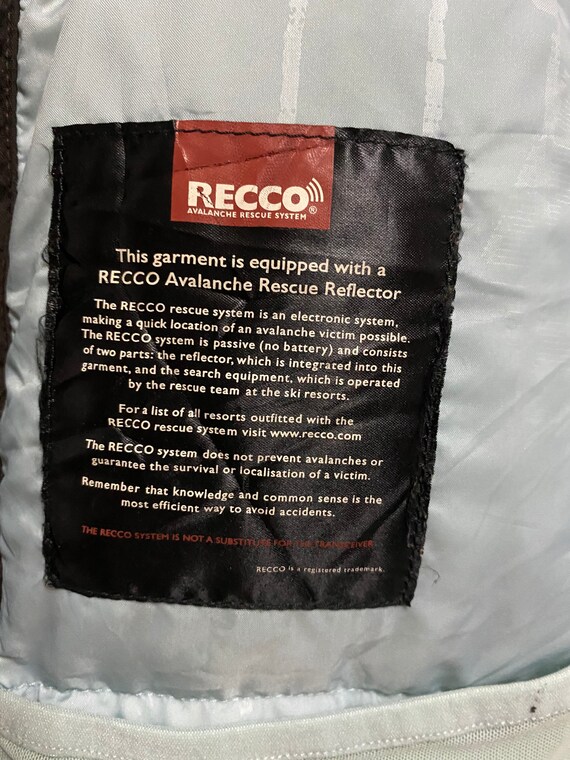 RECCO®
AVALANCHE RESCUE SYSTEM
This garment is equipped with a
RECCO Avalanche Rescue Reflector
The RECCO rescue system is an electronic system,
making a quick location of an avalanche victim possible.
The RECCO system is passive (no battery) and consists
of two parts: the reflector, which is integrated into this
garment, and the search equipment, which is operated
by the rescue team at the ski resorts.
For a list of all resorts outfitted with the
RECCO rescue system visit www.recco.com
The RECCO system does not prevent avalanches or
guarantee the survival or localisation of a victim.
Remember that knowledge and common sense is the
most efficient way to avoid accidents.
THE RECCO SYSTEM IS NOT A SUBSTITUTE FOR THE TRANSCEIVER.
RECCO is a registered trademark.